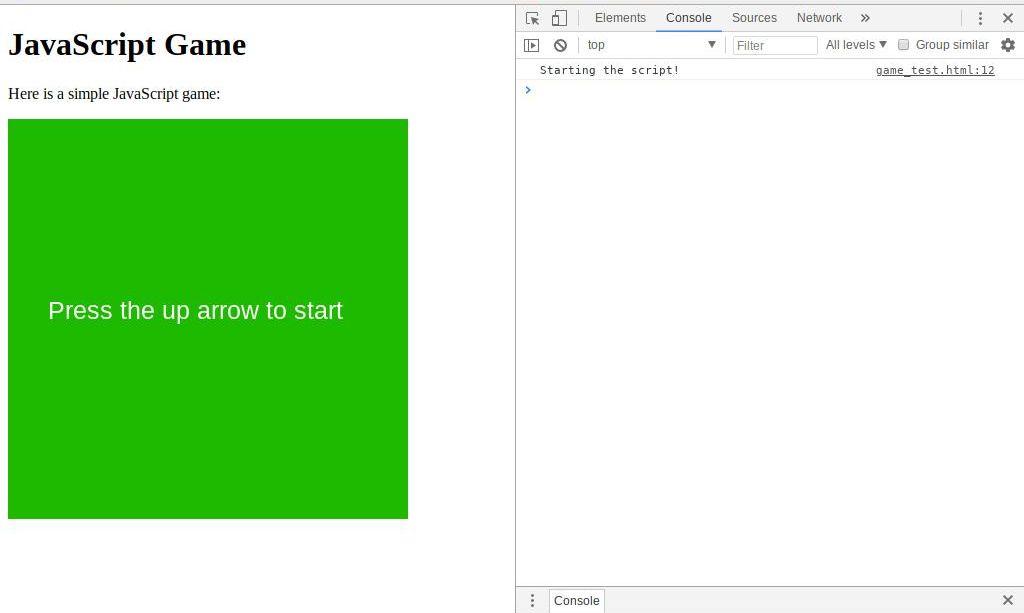 JavaScript Game
Here is a simple JavaScript game:
Press the up arrow to start
Elements Console Sources Network »
top ▼ Filter All levels ▼ Group similar
Starting the script! game_test.html:12
Console